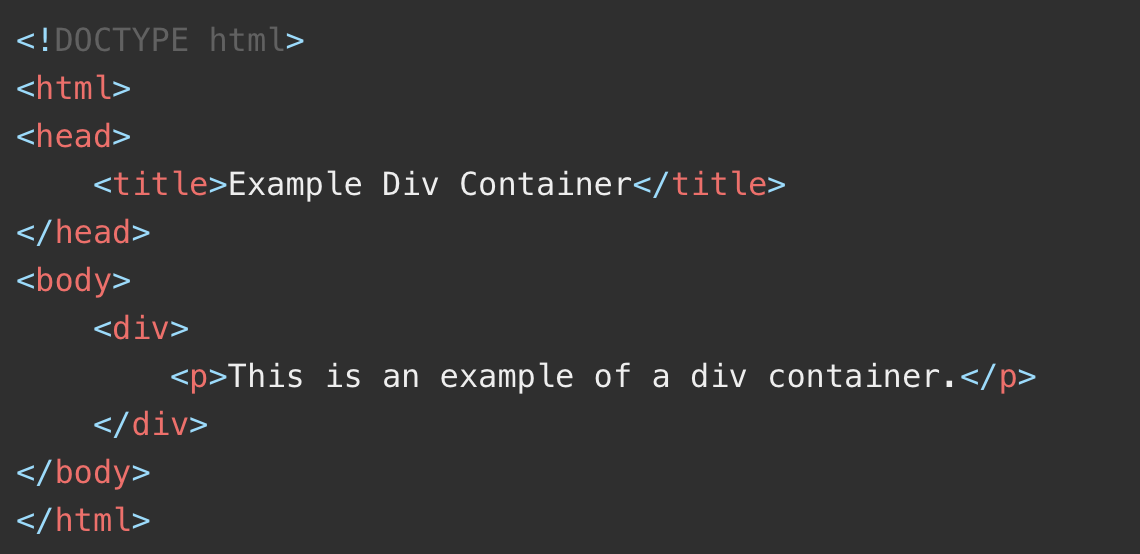 <!DOCTYPE html>
<html>
<head>
    <title>Example Div Container</title>
</head>
<body>
    <div>
        <p>This is an example of a div container.</p>
    </div>
</body>
</html>